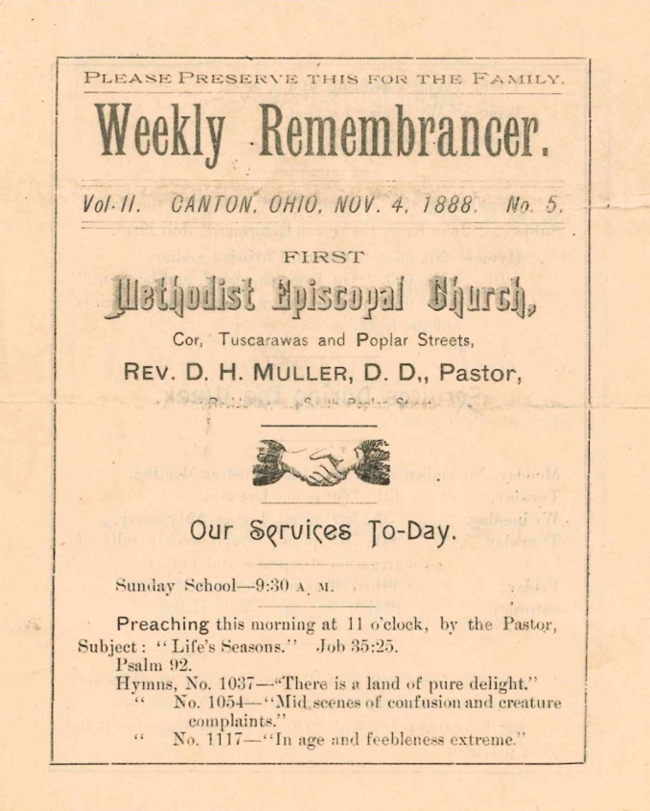 PLEASE PRESERVE THIS FOR THE FAMILY.
Weekly Remembrancer.
Vol. II. CANTON, OHIO, NOV. 4, 1888. No. 5.
FIRST
Methodist Episcopal Church,
Cor, Tuscarawas and Poplar Streets,
REV. D. H. MULLER, D. D., Pastor,
Our Services To-Day.
Sunday School—9:30 A. M.
Preaching this morning at 11 o'clock, by the Pastor,
Subject: "Life's Seasons." Job 35:25.
Psalm 92.
Hymns, No. 1037—"There is a land of pure delight."
" No. 1054—"Mid scenes of confusion and creature
complaints."
" No. 1117—"In age and feebleness extreme."